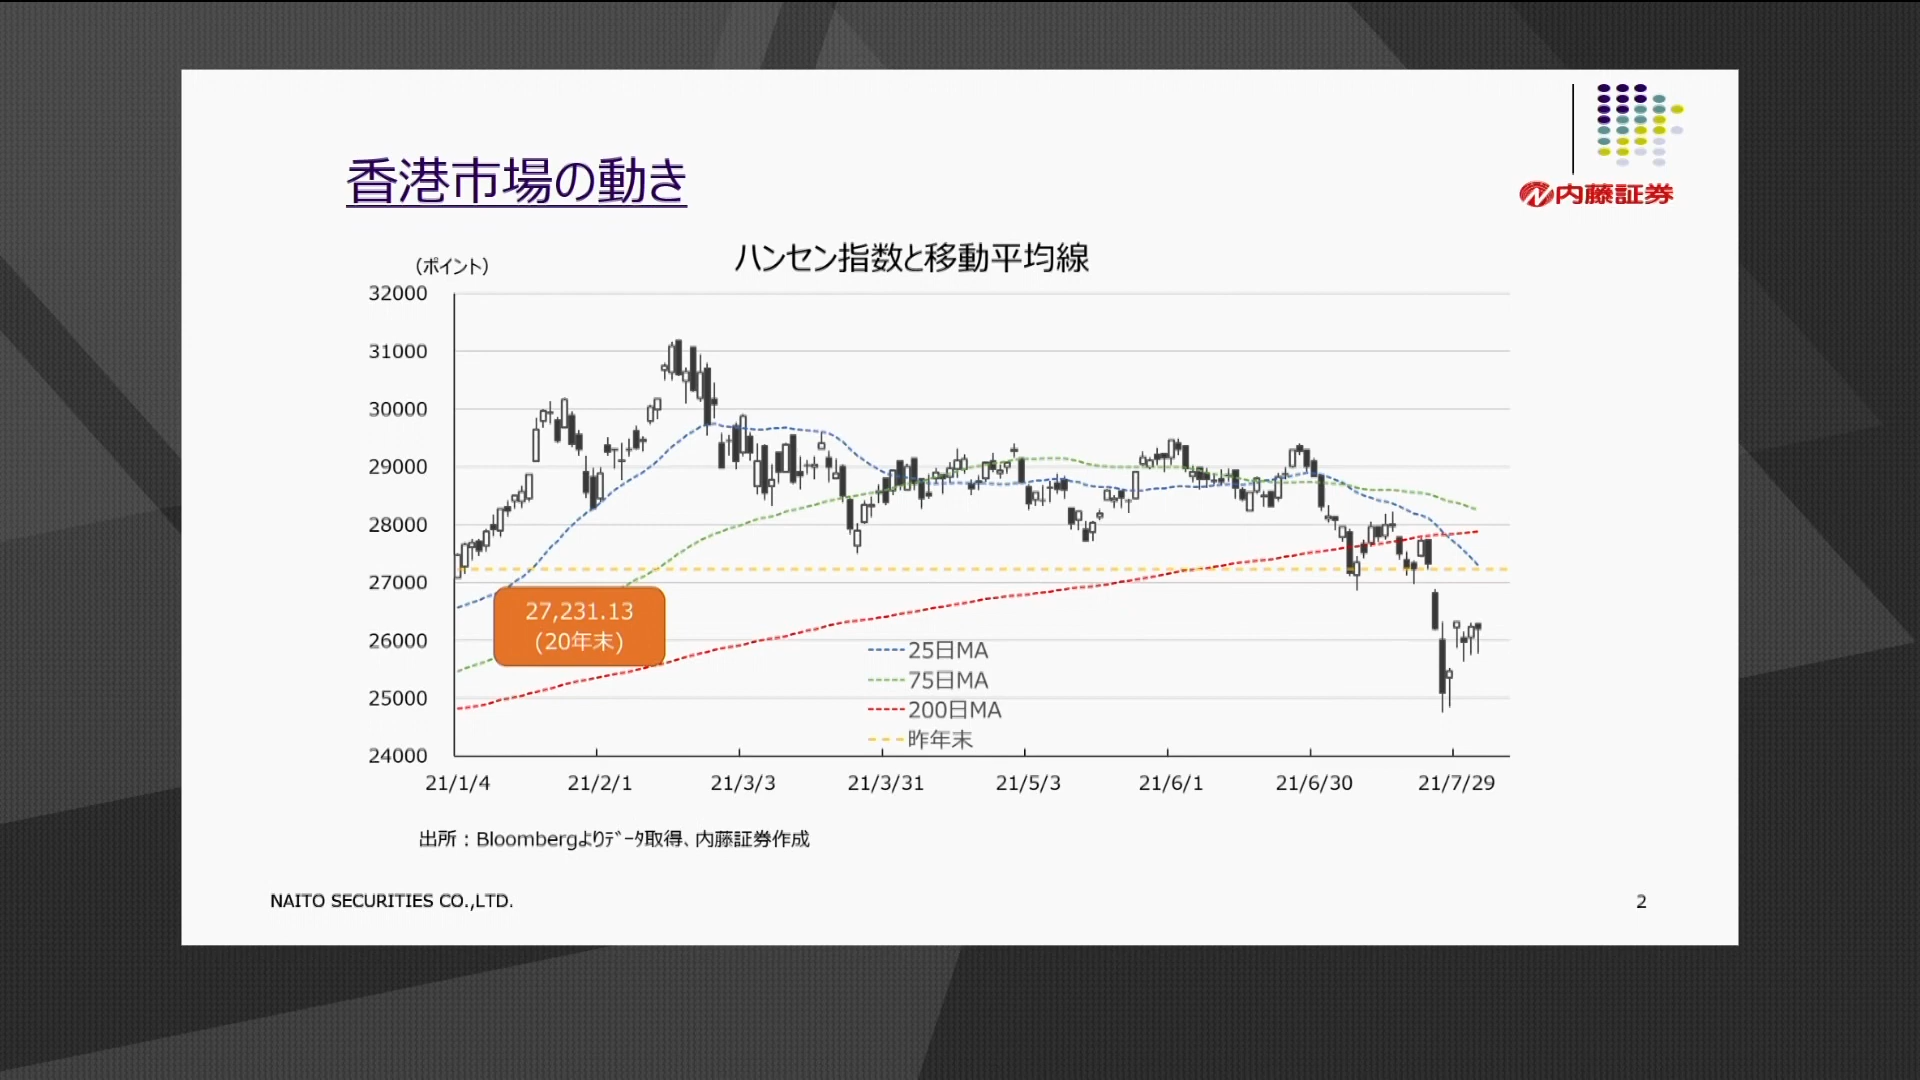 内藤証券
香港市場の動き
ハンセン指数と移動平均線
(ポイント)
32000
31000
30000
29000
28000
27000
26000
25000
24000
27,231.13
(20年末)
25日MA
75日MA
200日MA
昨年末
21/1/4 21/2/1 21/3/3 21/3/31 21/5/3 21/6/1 21/6/30 21/7/29
出所：Bloombergよりﾃﾞｰﾀ取得、内藤証券作成
NAITO SECURITIES CO.,LTD. 2